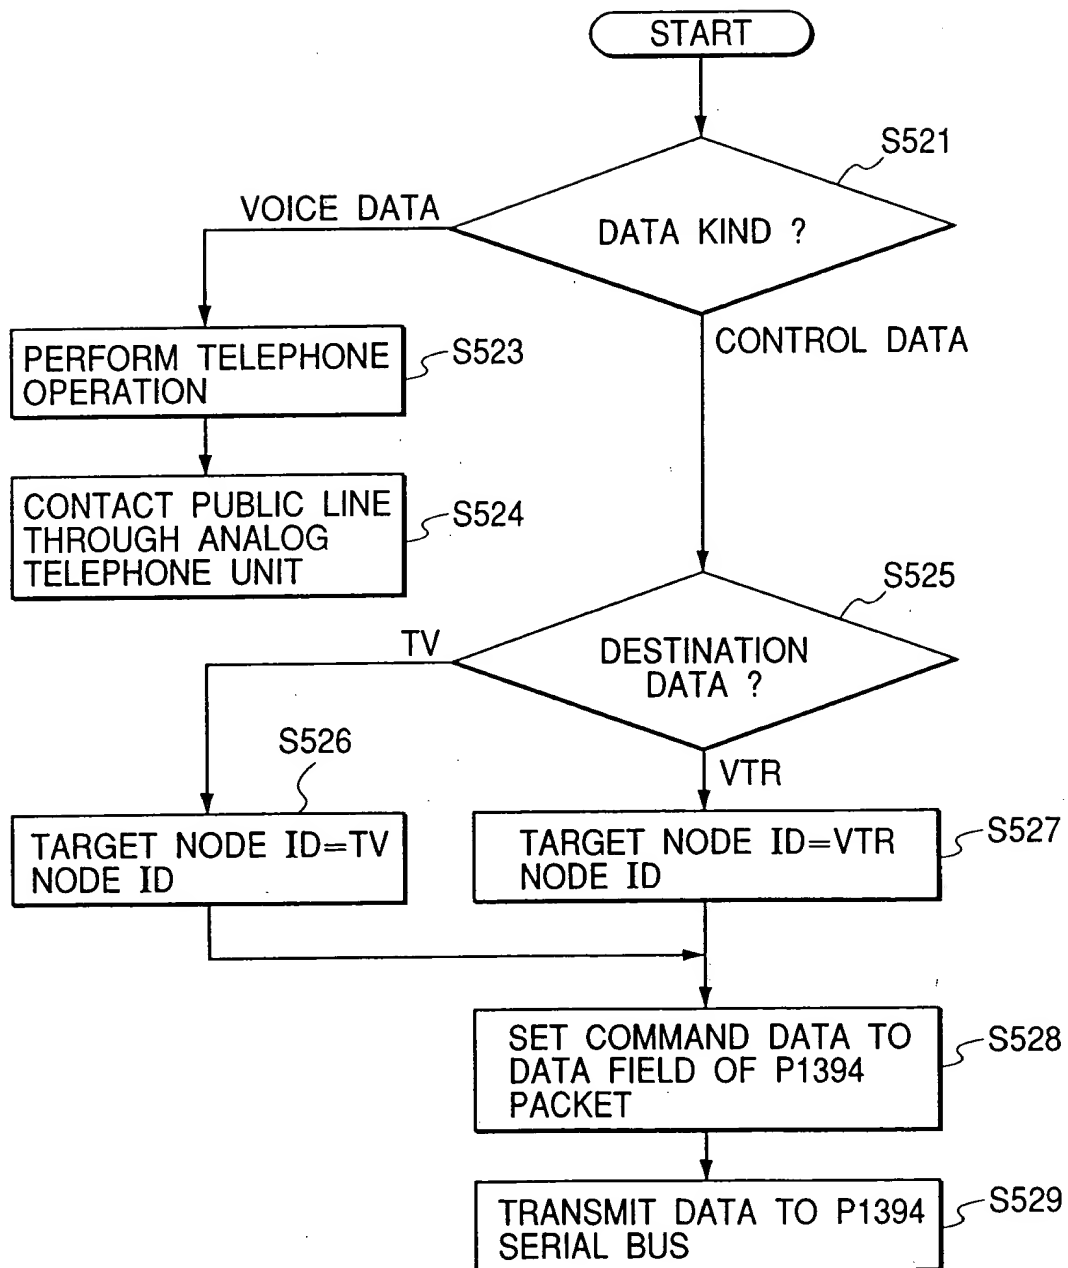 START
S521
VOICE DATA
DATA KIND ?
CONTROL DATA
PERFORM TELEPHONE
OPERATION
S523
CONTACT PUBLIC LINE
THROUGH ANALOG
TELEPHONE UNIT
S524
S525
TV
DESTINATION
DATA ?
VTR
S526
TARGET NODE ID=TV
NODE ID
TARGET NODE ID=VTR
NODE ID
S527
SET COMMAND DATA TO
DATA FIELD OF P1394
PACKET
S528
TRANSMIT DATA TO P1394
SERIAL BUS
S529